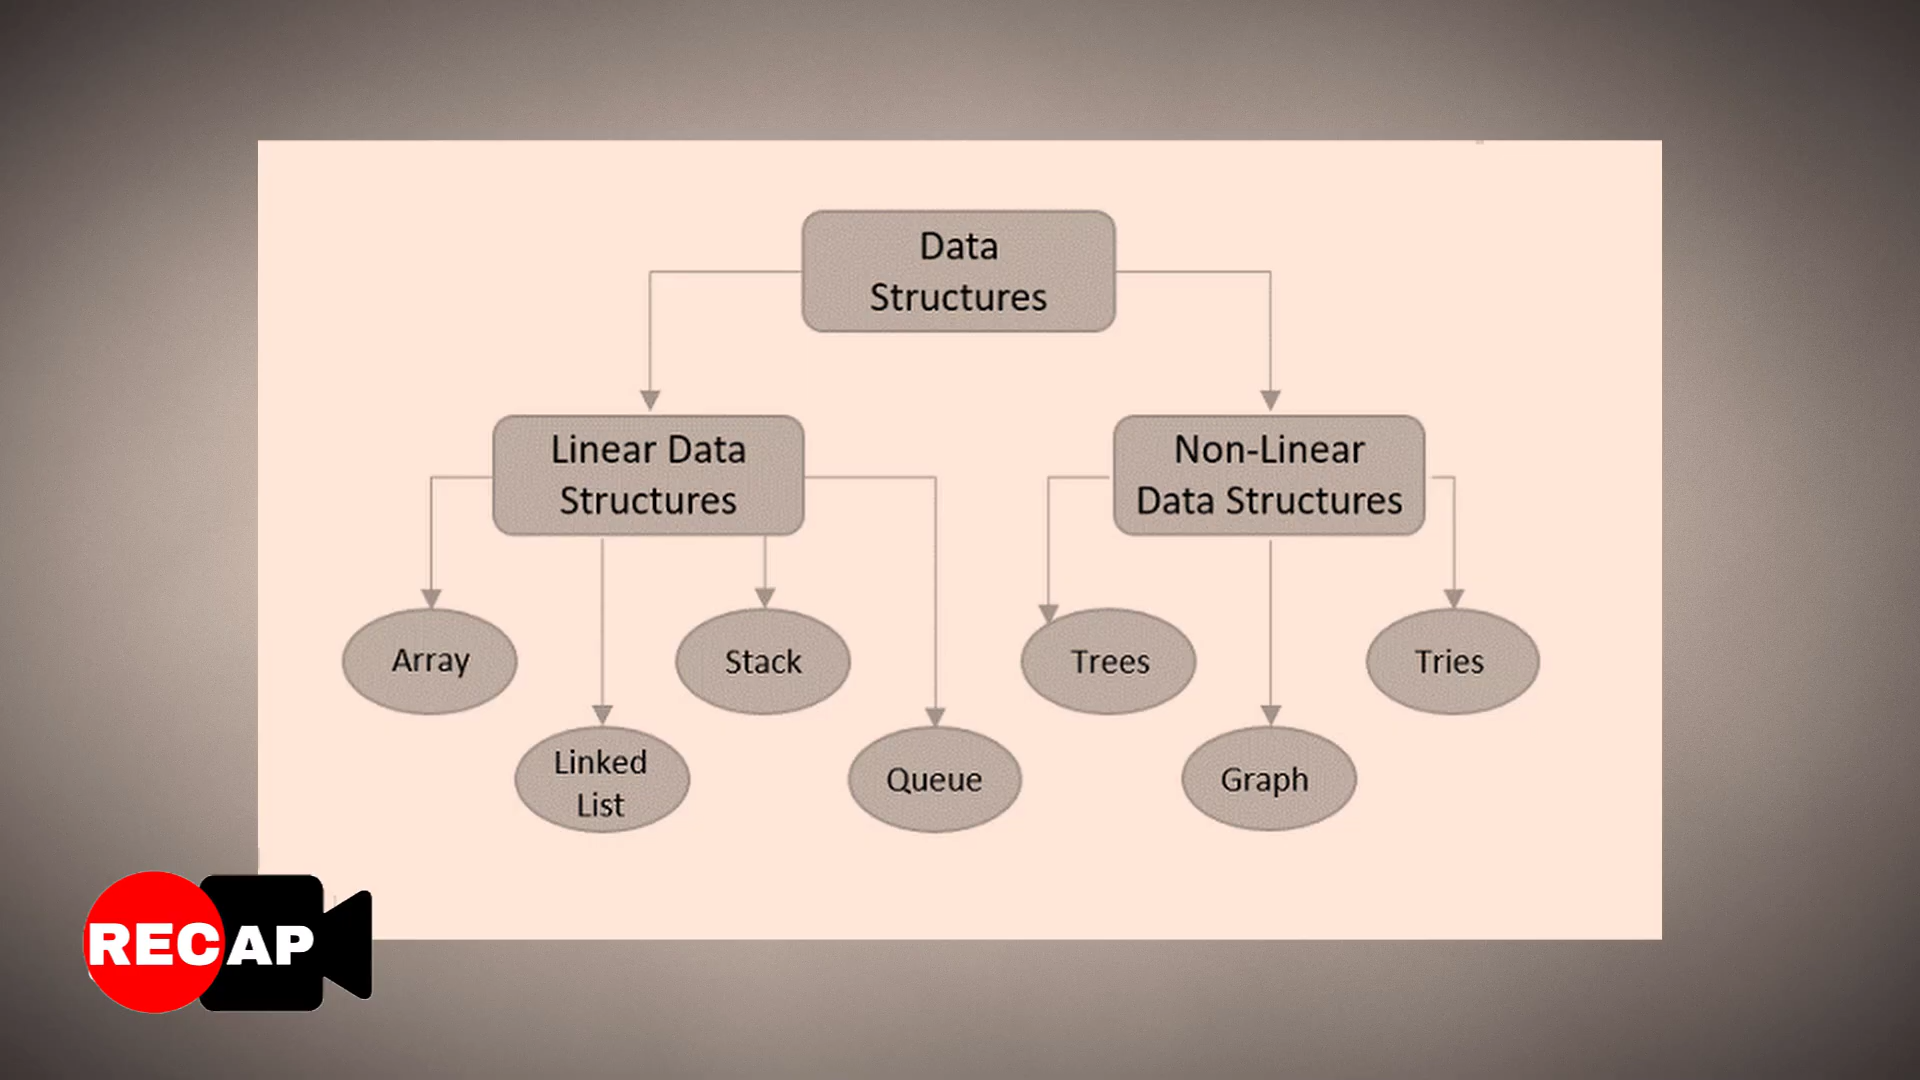 Data
Structures
Linear Data
Structures
Non-Linear
Data Structures
Array
Stack
Trees
Tries
Linked
List
Queue
Graph
RECAP